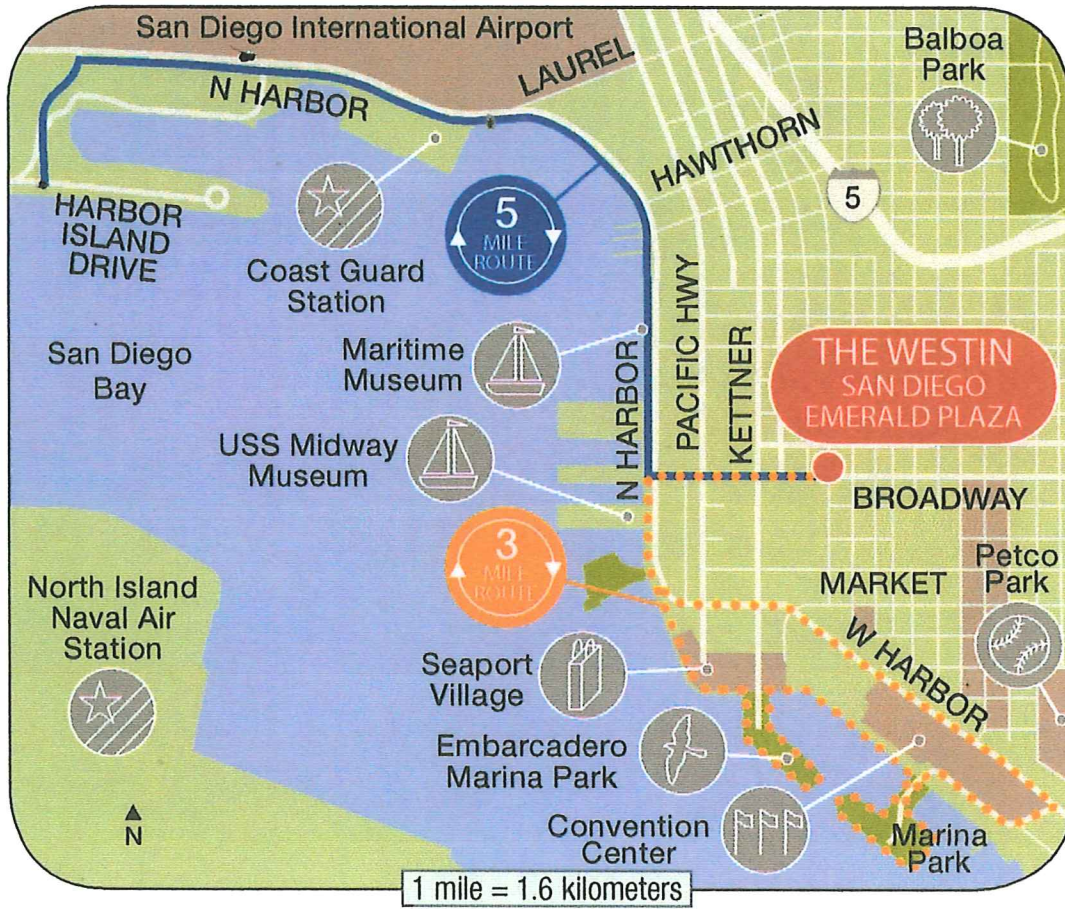 San Diego International Airport
LAUREL
Balboa
Park
N HARBOR
HAWTHORN
5
HARBOR
ISLAND
DRIVE
5
MILE
ROUTE
Coast Guard
Station
PACIFIC HWY
San Diego
Bay
Maritime
Museum
N HARBOR
KETTNER
THE WESTIN
SAN DIEGO
EMERALD PLAZA
USS Midway
Museum
BROADWAY
3
MILE
ROUTE
MARKET
Petco
Park
North Island
Naval Air
Station
W HARBOR
Seaport
Village
Embarcadero
Marina Park
N
Convention
Center
Marina
Park
1 mile = 1.6 kilometers